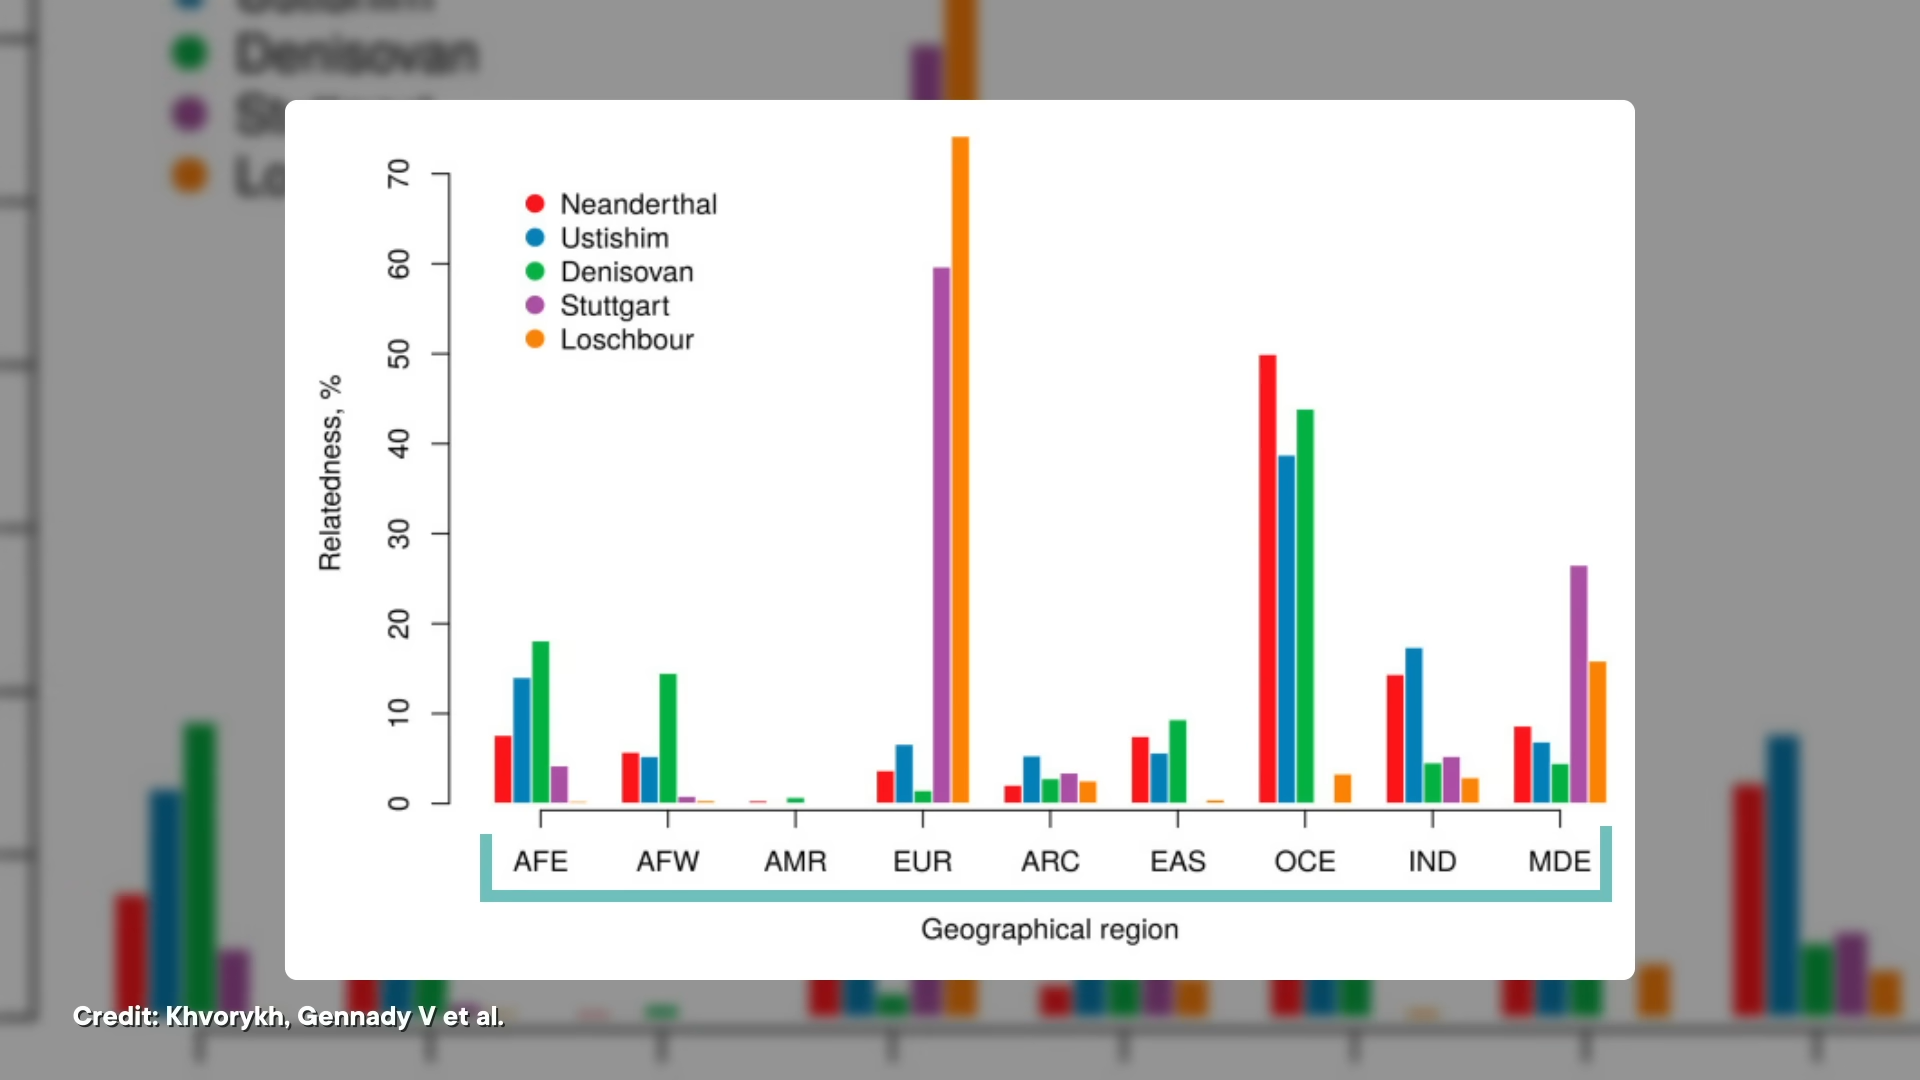 Denisovan
70
60
50
40
30
20
10
0
Relatedness, %
Neanderthal
Ustishim
Denisovan
Stuttgart
Loschbour
AFE AFW AMR EUR ARC EAS OCE IND MDE
Geographical region
Credit: Khvorykh, Gennady V et al.